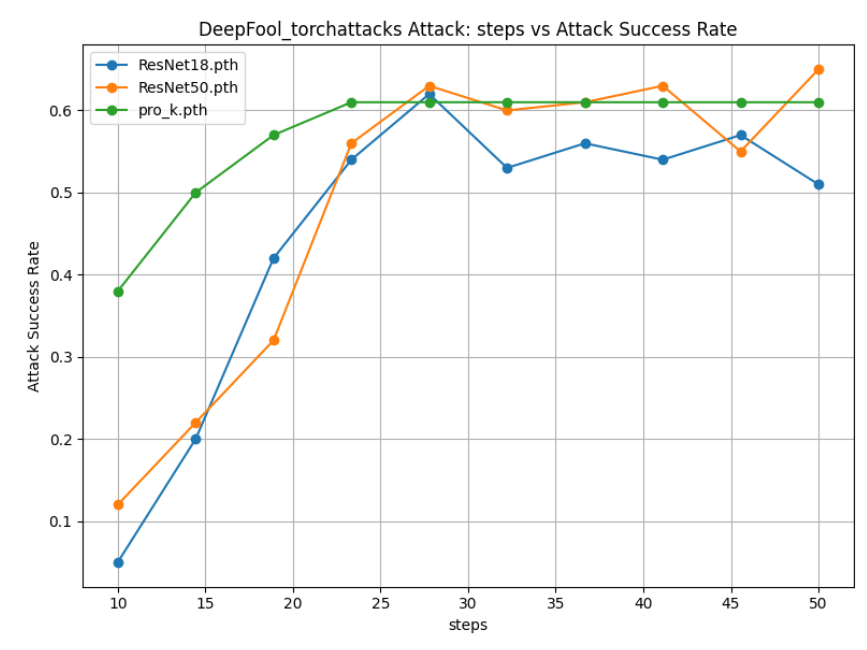 DeepFool_torchattacks Attack: steps vs Attack Success Rate
ResNet18.pth
ResNet50.pth
pro_k.pth
Attack Success Rate
0.6
0.5
0.4
0.3
0.2
0.1
10 15 20 25 30 35 40 45 50
steps